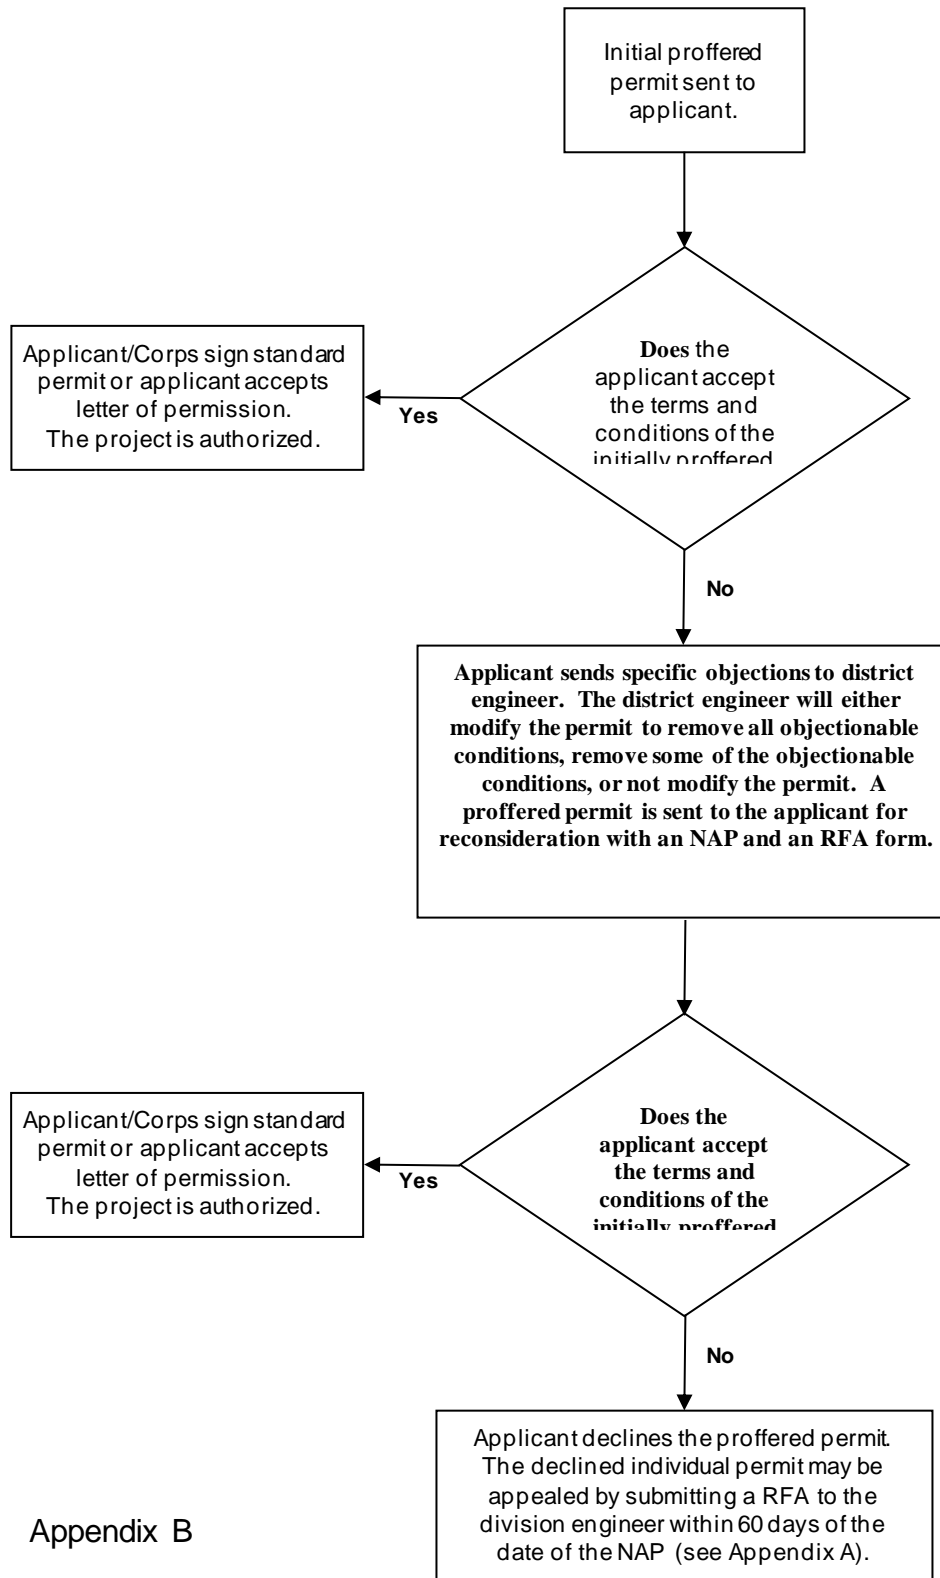 Initial proffered
permit sent to
applicant.
Does the
applicant accept
the terms and
conditions of the
initially proffered
Applicant/Corps sign standard
permit or applicant accepts
letter of permission.
The project is authorized.
Yes
No
Applicant sends specific objections to district
engineer.  The district engineer will either
modify the permit to remove all objectionable
conditions, remove some of the objectionable
conditions, or not modify the permit.  A
proffered permit is sent to the applicant for
reconsideration with an NAP and an RFA form.
Does the
applicant accept
the terms and
conditions of the
initially proffered
Applicant/Corps sign standard
permit or applicant accepts
letter of permission.
The project is authorized.
Yes
No
Applicant declines the proffered permit.
The declined individual permit may be
appealed by submitting a RFA to the
division engineer within 60 days of the
date of the NAP (see Appendix A).
Appendix B